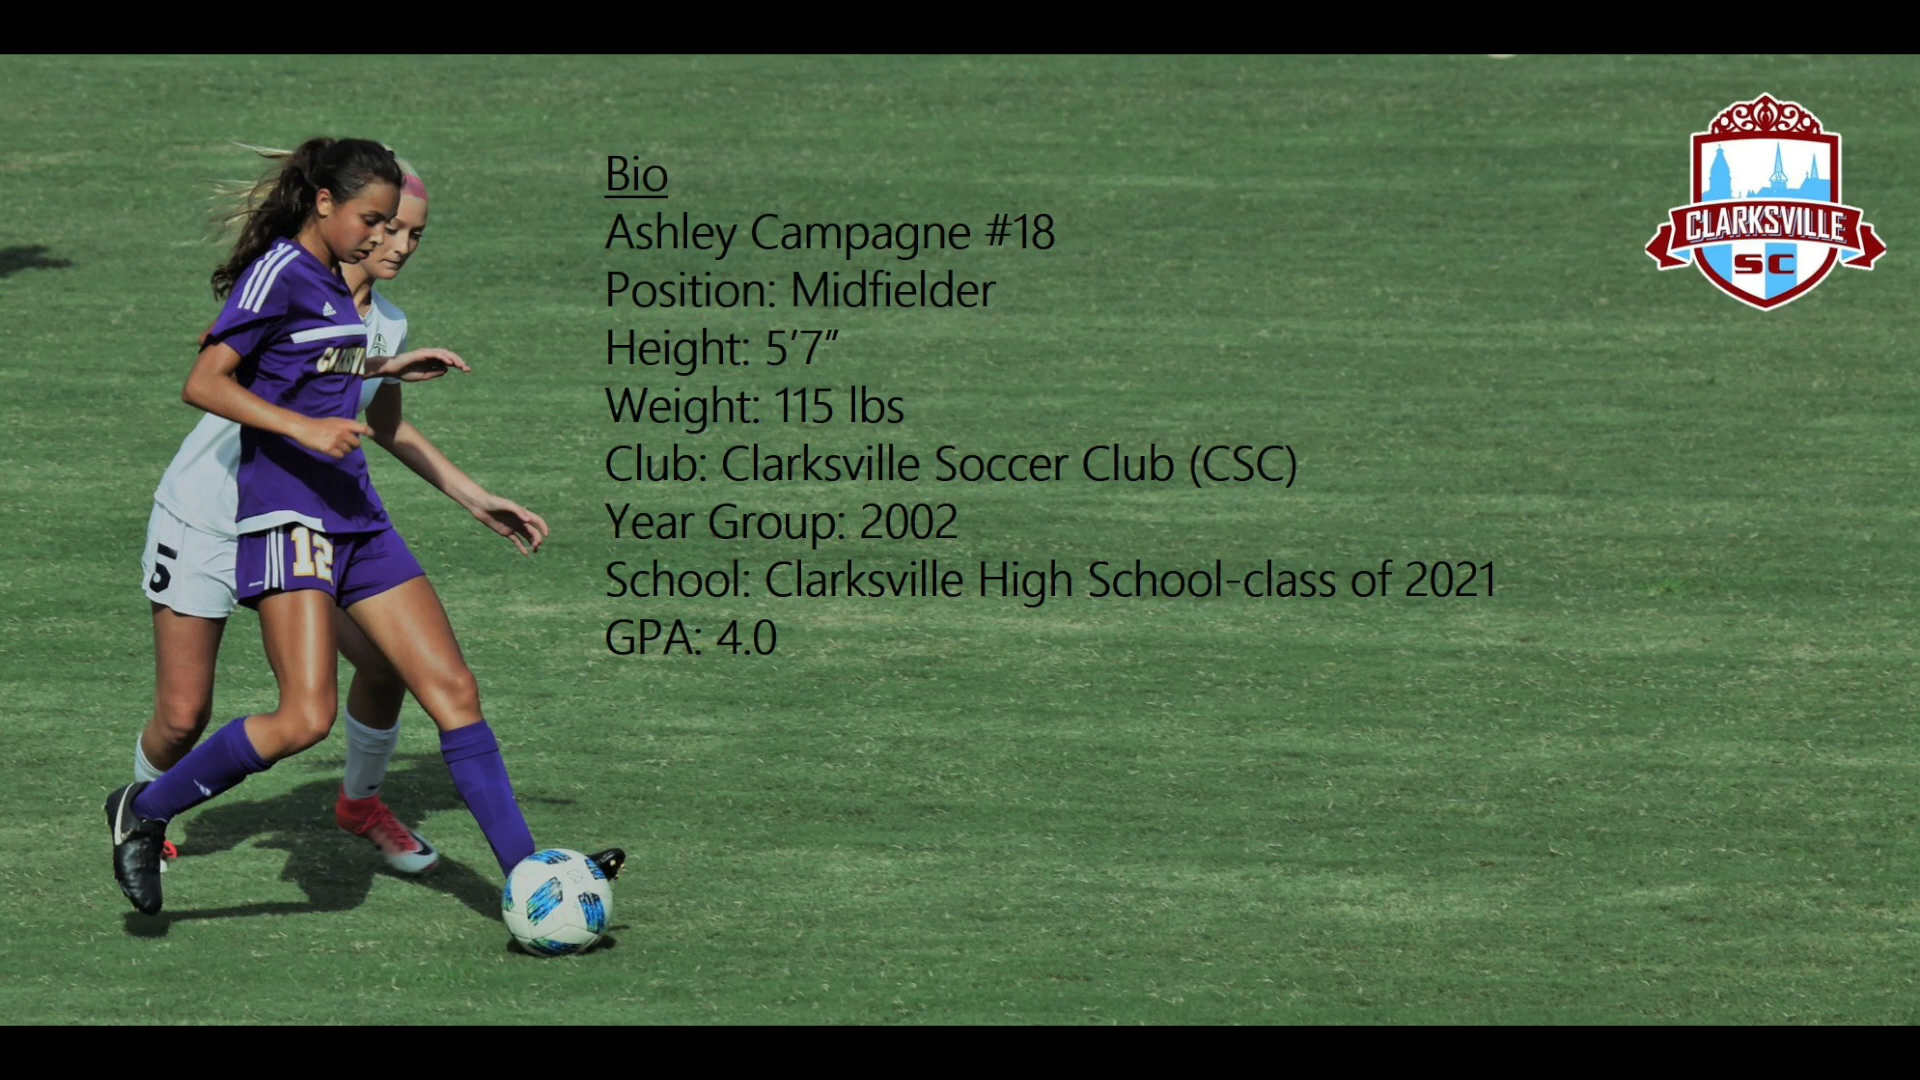 Bio
Ashley Campagne #18
Position: Midfielder
Height: 5’7”
Weight: 115 lbs
Club: Clarksville Soccer Club (CSC)
Year Group: 2002
School: Clarksville High School-class of 2021
GPA: 4.0
CLARKSVILLE
SC
12
5